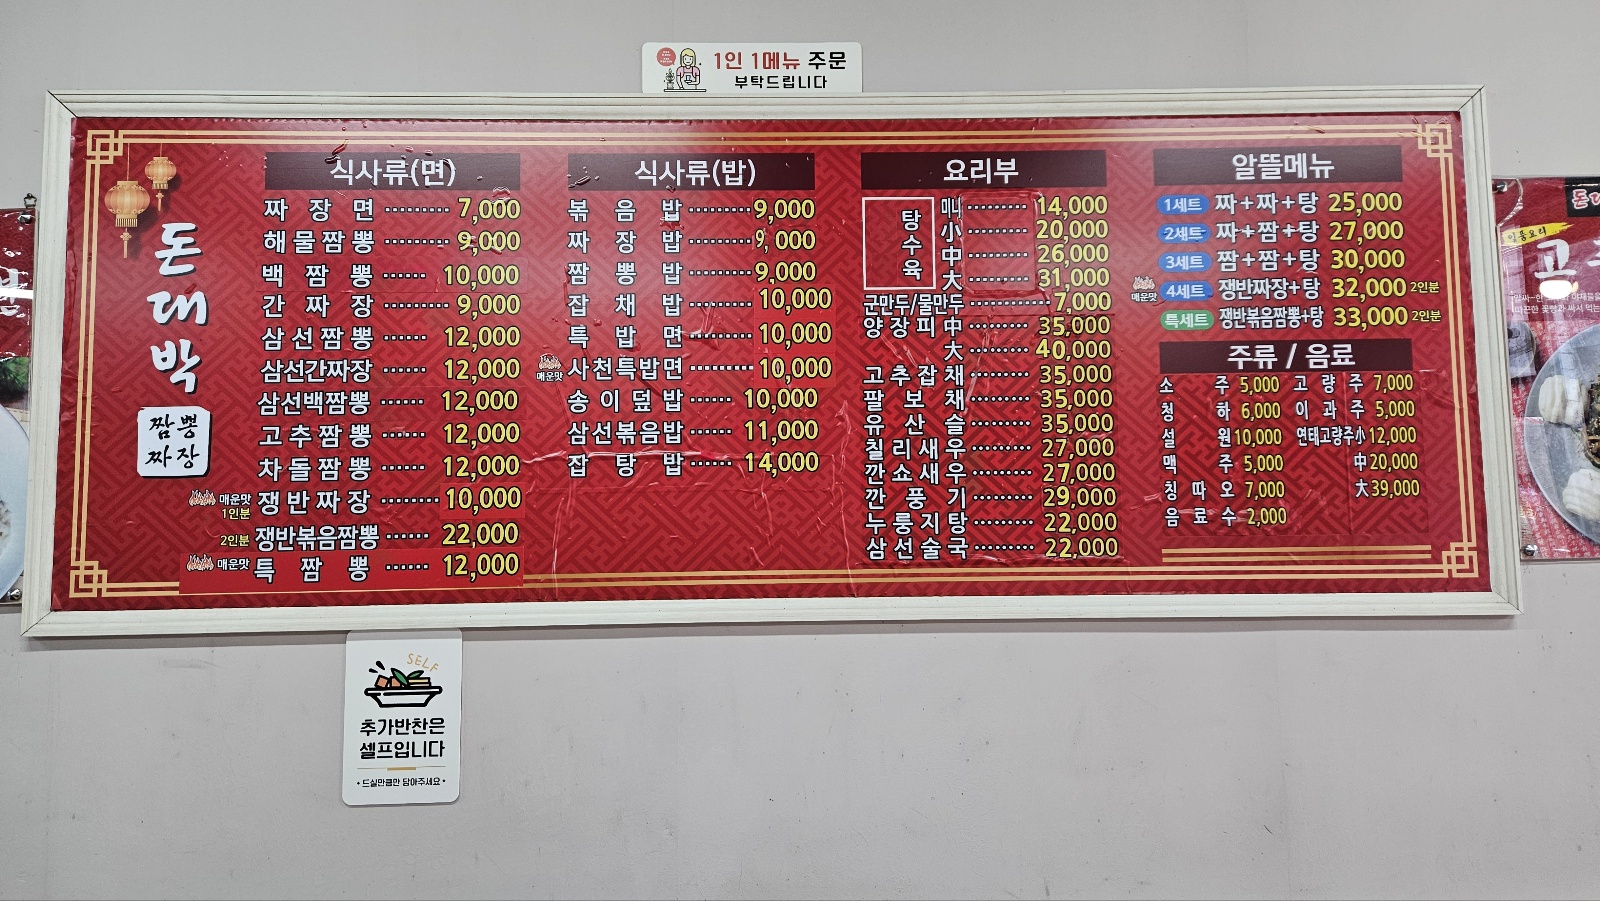 1인 1메뉴 주문
부탁드립니다
돈대박
짬뽕
짜장
식사류(면)
짜장면 ········· 7,000
해물짬뽕 ········ 9,000
백짬뽕 ······ 10,000
간짜장 ······ 9,000
삼선짬뽕 ······ 12,000
삼선간짜장 ······ 12,000
삼선백짬뽕 ······ 12,000
고추짬뽕 ······ 12,000
차돌짬뽕 ······ 12,000
매운맛 1인분 쟁반짜장 ········ 10,000
2인분 쟁반볶음짬뽕 ······ 22,000
매운맛 특짬뽕 ······ 12,000
식사류(밥)
볶음밥 ········· 9,000
짜장밥 ········ 9,000
짬뽕밥 ········ 9,000
잡채밥 ········· 10,000
특밥면 ········· 10,000
매운맛 사천특밥면 ········· 10,000
송이덮밥 ······ 10,000
삼선볶음밥 ······ 11,000
잡탕밥 ······ 14,000
요리부
탕수육
미니 ········· 14,000
小 ········· 20,000
中 ········· 26,000
大 ········· 31,000
군만두/물만두 ············ 7,000
양장피 中 ········· 35,000
大 ········· 40,000
고추잡채 ········· 35,000
팔보채 ········· 35,000
유산슬 ········· 35,000
칠리새우 ········· 27,000
깐쇼새우 ········· 27,000
깐풍기 ········· 29,000
누룽지탕 ········· 22,000
삼선술국 ········· 22,000
알뜰메뉴
1세트 짜+짜+탕 25,000
2세트 짜+짬+탕 27,000
3세트 짬+짬+탕 30,000
매운맛 4세트 쟁반짜장+탕 32,000 2인분
특세트 쟁반볶음짬뽕+탕 33,000 2인분
주류 / 음료
소주 5,000 고량주 7,000
청하 6,000 이과주 5,000
설원 10,000 연태고량주小 12,000
맥주 5,000 中 20,000
칭따오 7,000 大 39,000
음료수 2,000
SELF
추가반찬은
셀프입니다
• 드실만큼만 담아주세요 •
일품요리
고